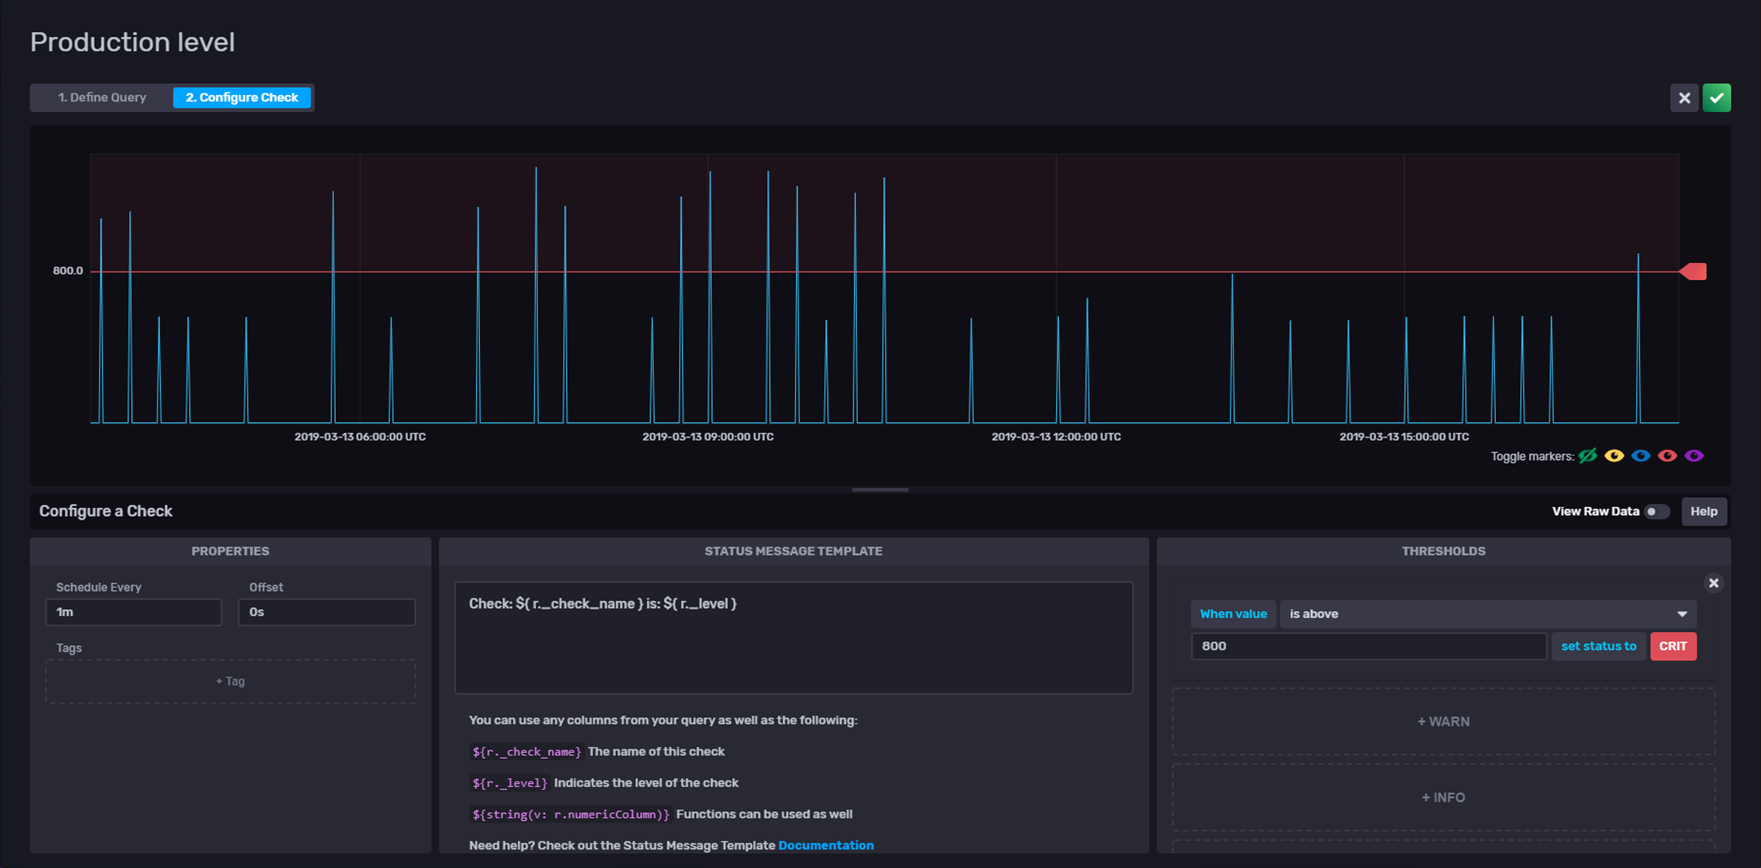 Production level
1. Define Query 2. Configure Check
800.0
2019-03-13 06:00:00 UTC 2019-03-13 09:00:00 UTC 2019-03-13 12:00:00 UTC 2019-03-13 15:00:00 UTC
Toggle markers:
Configure a Check View Raw Data Help
PROPERTIES
Schedule Every Offset
1m 0s
Tags
+ Tag
STATUS MESSAGE TEMPLATE
Check: ${ r._check_name } is: ${ r._level }
You can use any columns from your query as well as the following:
${r._check_name} The name of this check
${r._level} Indicates the level of the check
${string(v: r.numericColumn)} Functions can be used as well
Need help? Check out the Status Message Template Documentation
THRESHOLDS
When value is above
800 set status to CRIT
+ WARN
+ INFO